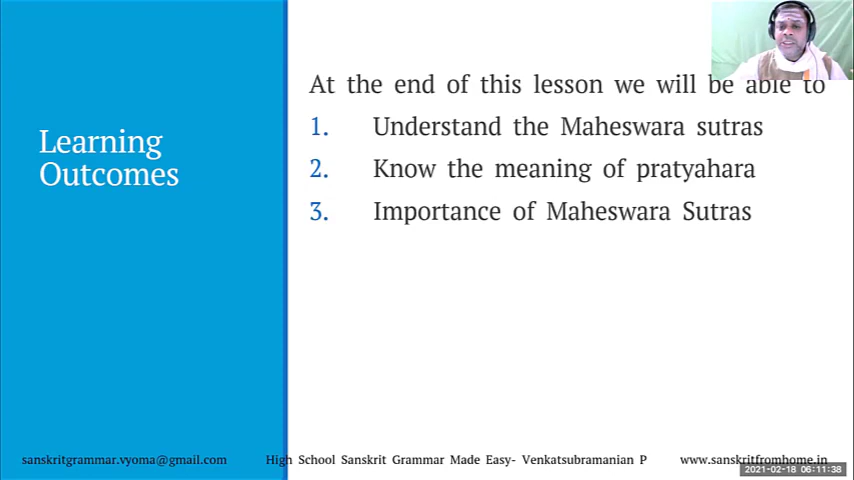 Learning
Outcomes
At the end of this lesson we will be able to
1. Understand the Maheswara sutras
2. Know the meaning of pratyahara
3. Importance of Maheswara Sutras
sanskritgrammar.vyoma@gmail.com High School Sanskrit Grammar Made Easy- Venkatsubramanian P www.sanskritfromhome.in
2021-02-18 06:11:38